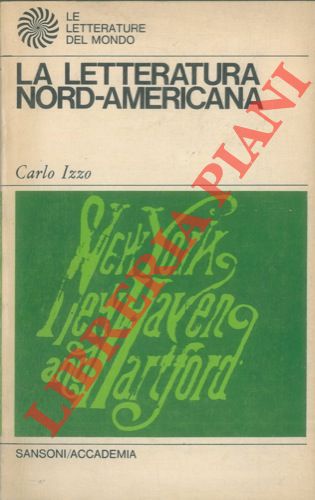 LE
LETTERATURE
DEL MONDO
LA LETTERATURA
NORD-AMERICANA
Carlo Izzo
New York,
New Haven
and Hartford
SANSONI/ACCADEMIA
LIBRERIA PIANI